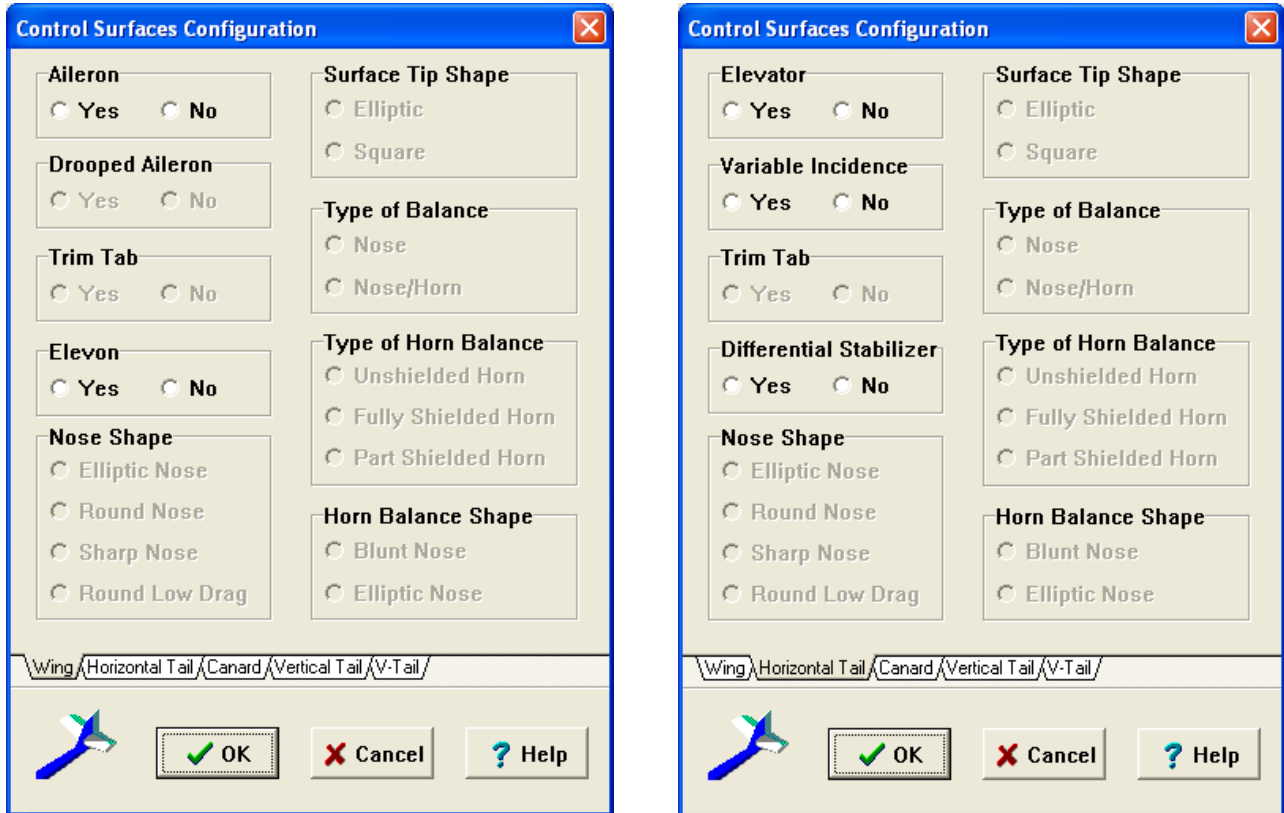 Control Surfaces Configuration
Aileron
Yes No
Drooped Aileron
Yes No
Trim Tab
Yes No
Elevon
Yes No
Nose Shape
Elliptic Nose
Round Nose
Sharp Nose
Round Low Drag
Surface Tip Shape
Elliptic
Square
Type of Balance
Nose
Nose/Horn
Type of Horn Balance
Unshielded Horn
Fully Shielded Horn
Part Shielded Horn
Horn Balance Shape
Blunt Nose
Elliptic Nose
Wing Horizontal Tail Canard Vertical Tail V-Tail
OK Cancel ? Help
Control Surfaces Configuration
Elevator
Yes No
Variable Incidence
Yes No
Trim Tab
Yes No
Differential Stabilizer
Yes No
Nose Shape
Elliptic Nose
Round Nose
Sharp Nose
Round Low Drag
Surface Tip Shape
Elliptic
Square
Type of Balance
Nose
Nose/Horn
Type of Horn Balance
Unshielded Horn
Fully Shielded Horn
Part Shielded Horn
Horn Balance Shape
Blunt Nose
Elliptic Nose
Wing Horizontal Tail Canard Vertical Tail V-Tail
OK Cancel ? Help